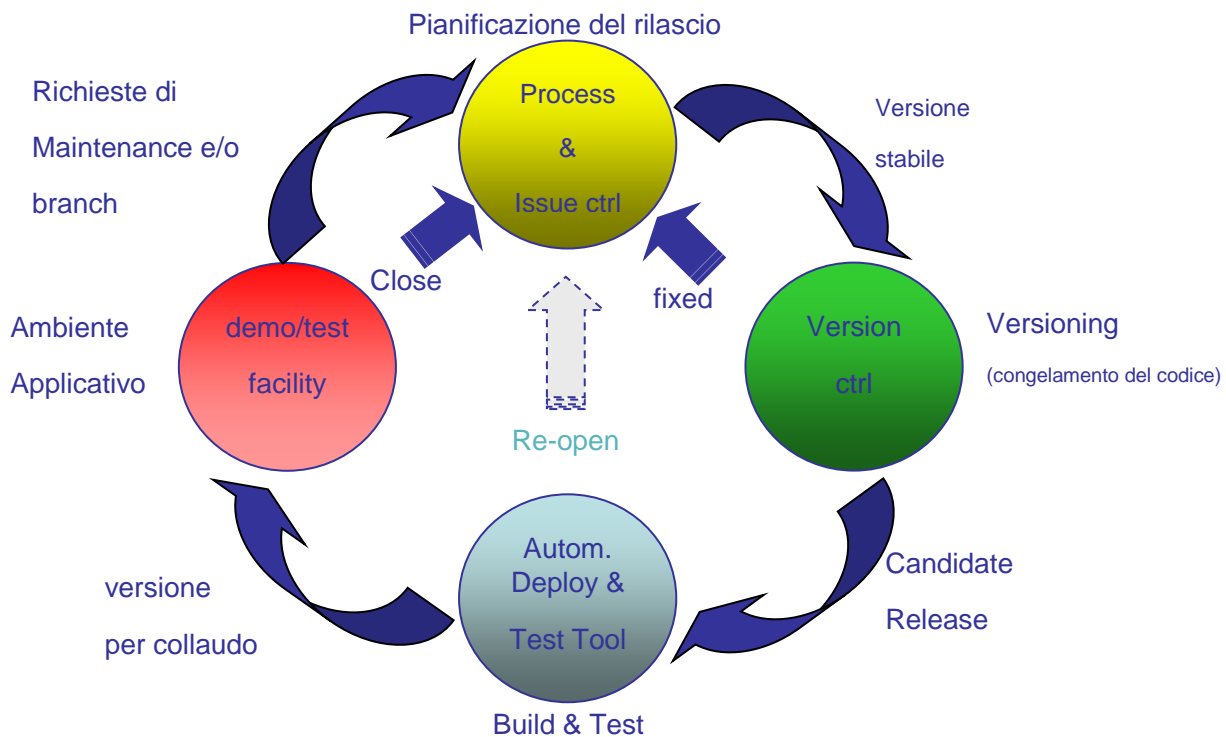 Pianificazione del rilascio
Process
&
Issue ctrl
Richieste di
Maintenance e/o
branch
Versione
stabile
Close
fixed
Ambiente
Applicativo
demo/test
facility
Version
ctrl
Versioning
(congelamento del codice)
Re-open
Autom.
Deploy &
Test Tool
Candidate
Release
versione
per collaudo
Build & Test